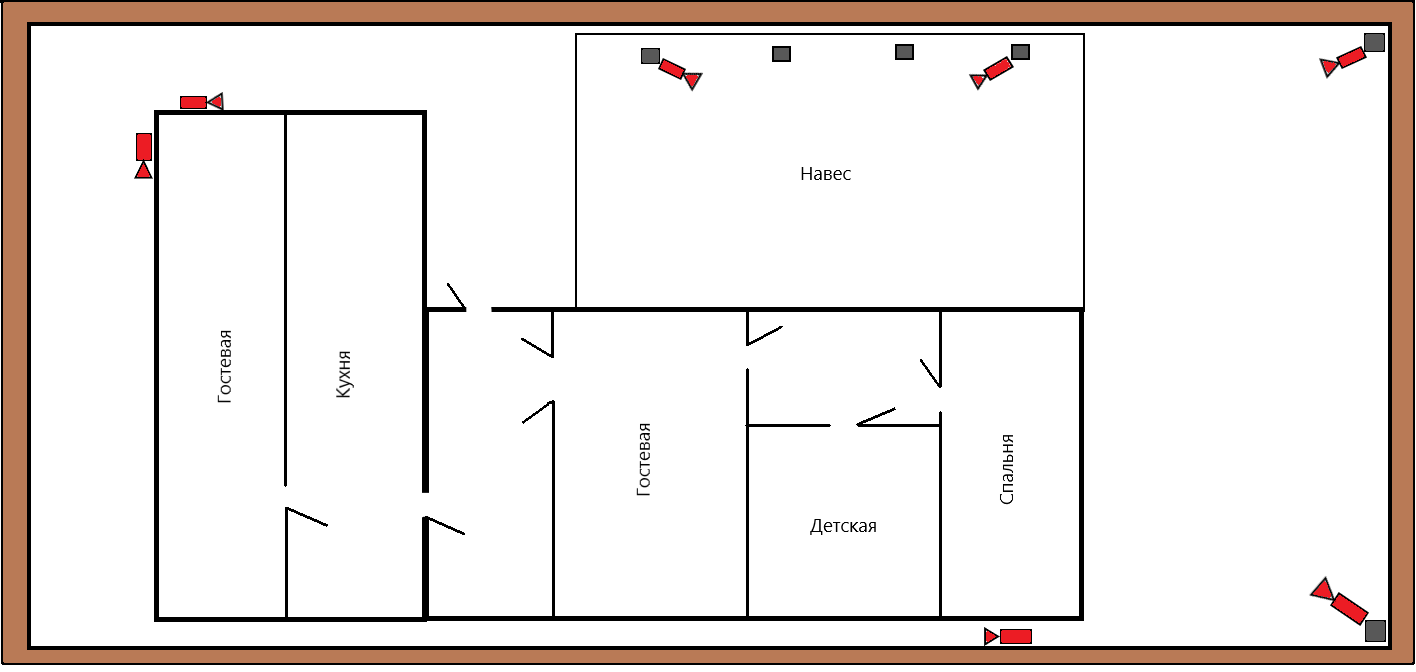 Навес
Гостевая
Кухня
Гостевая
Спальня
Детская